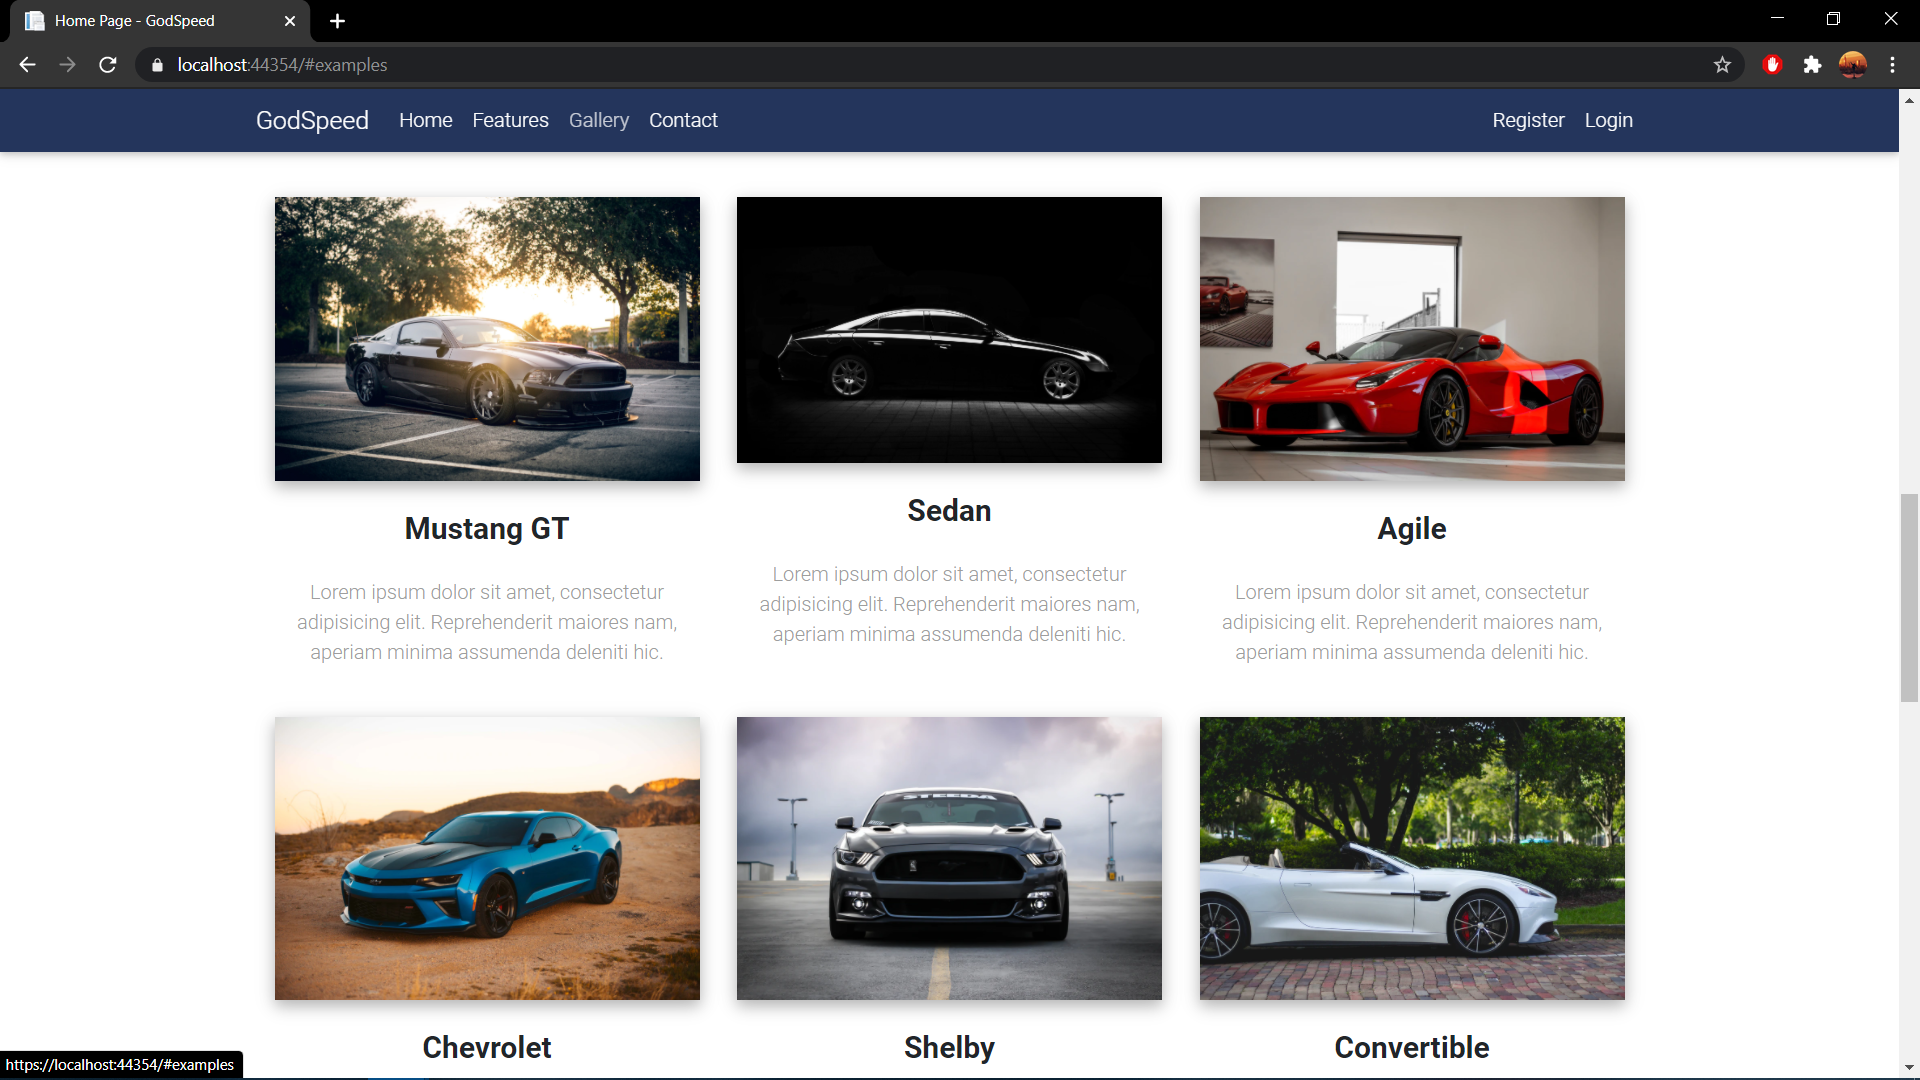 Home Page - GodSpeed
localhost:44354/#examples
GodSpeed Home Features Gallery Contact Register Login
Mustang GT
Lorem ipsum dolor sit amet, consectetur
adipisicing elit. Reprehenderit maiores nam,
aperiam minima assumenda deleniti hic.
Sedan
Lorem ipsum dolor sit amet, consectetur
adipisicing elit. Reprehenderit maiores nam,
aperiam minima assumenda deleniti hic.
Agile
Lorem ipsum dolor sit amet, consectetur
adipisicing elit. Reprehenderit maiores nam,
aperiam minima assumenda deleniti hic.
STEEDA
Chevrolet
Shelby
Convertible
https://localhost:44354/#examples